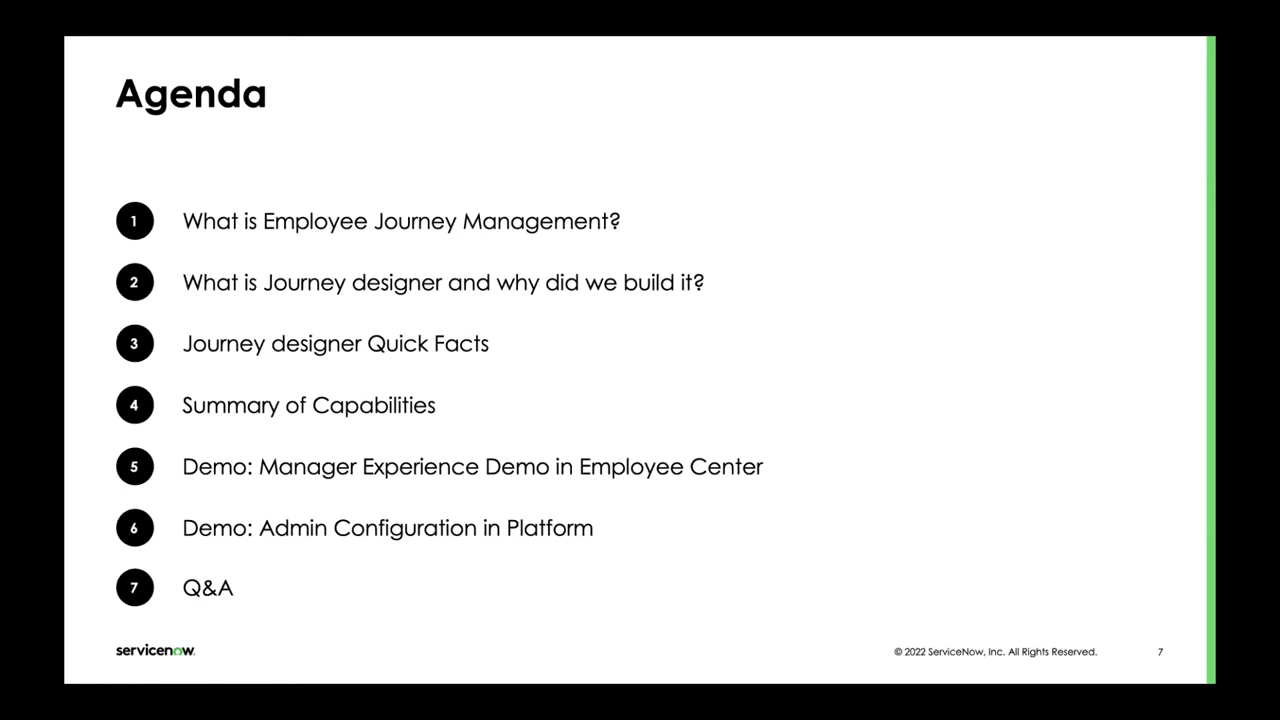 Agenda
1 What is Employee Journey Management?
2 What is Journey designer and why did we build it?
3 Journey designer Quick Facts
4 Summary of Capabilities
5 Demo: Manager Experience Demo in Employee Center
6 Demo: Admin Configuration in Platform
7 Q&A
servicenow. © 2022 ServiceNow, Inc. All Rights Reserved. 7